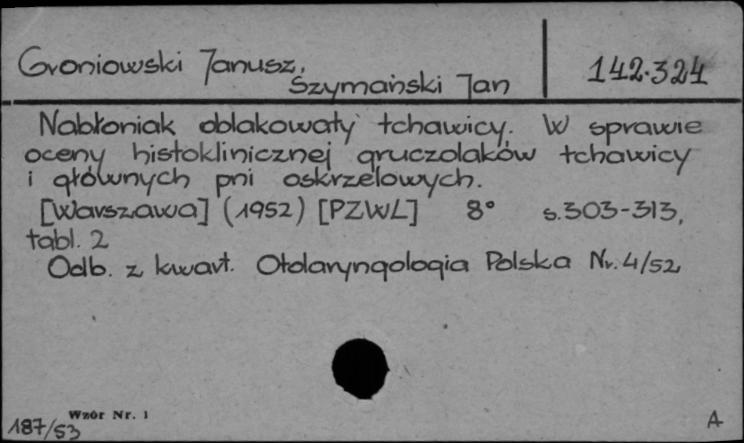 Groniowski Janusz,
Szymański Jan
142.324
Nabłoniak oblakowaty tchawicy. W sprawie
oceny histoklinicznej gruczolaków tchawicy
i głównych pni oskrzelowych.
[Warszawa] (1952) [PZWL] 8° s.303-313,
tabl. 2
Odb. z kwart. Otolaryngologia Polska Nr. 4/52
Wzór Nr. 1
187/53
A